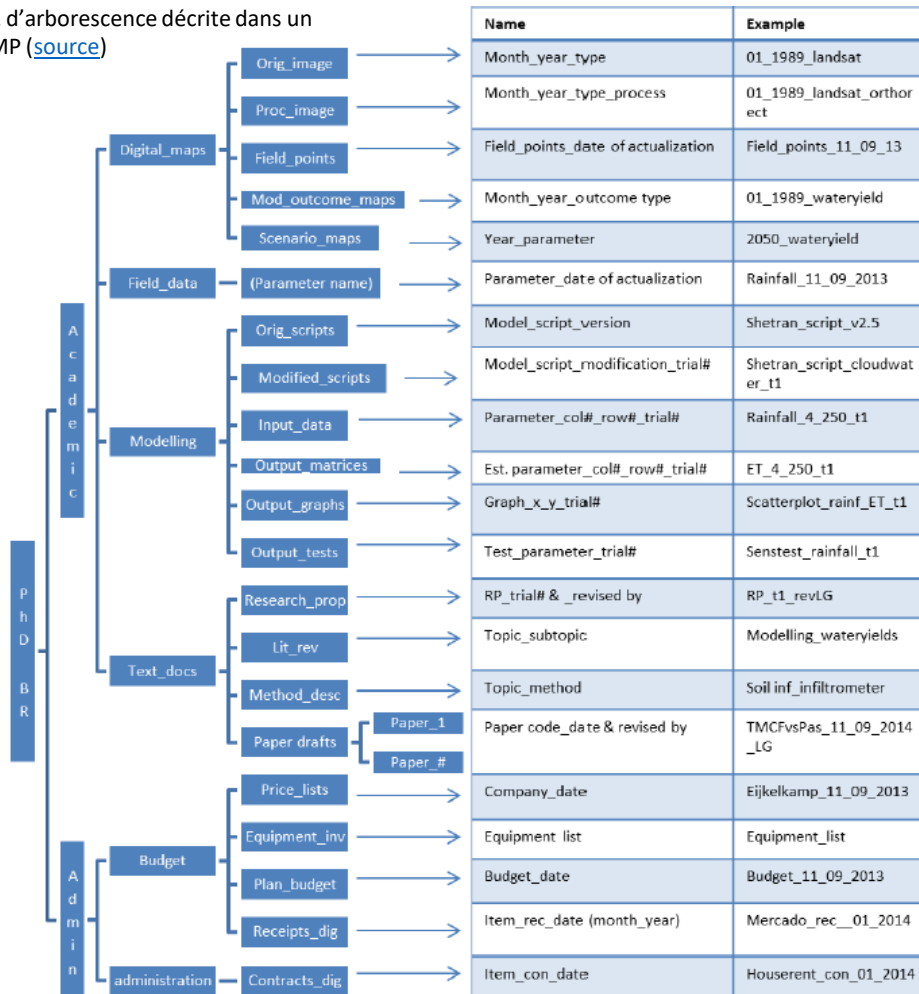 d'arborescence décrite dans un
MP (source)
Name Example
Orig_image Month_year_type 01_1989_landsat
Proc_image Month_year_type_process 01_1989_landsat_orthor
ect
Digital_maps
Field_points Field_points_date of actualization Field_points_11_09_13
Mod_outcome_maps Month_year_outcome type 01_1989_wateryield
Scenario_maps Year_parameter 2050_wateryield
Field_data (Parameter name) Parameter_date of actualization Rainfall_11_09_2013
Academic
Orig_scripts Model_script_version Shetran_script_v2.5
Modified_scripts Model_script_modification_trial# Shetran_script_cloudwat
er_t1
Input_data Parameter_col#_row#_trial# Rainfall_4_250_t1
Modelling
Output_matrices Est. parameter_col#_row#_trial# ET_4_250_t1
Output_graphs Graph_x_y_trial# Scatterplot_rainf_ET_t1
Output_tests Test_parameter_trial# Senstest_rainfall_t1
PhD BR
Research_prop RP_trial# & _revised by RP_t1_revLG
Lit_rev Topic_subtopic Modelling_wateryields
Text_docs
Method_desc Topic_method Soil inf_infiltrometer
Paper drafts Paper_1 Paper code_date & revised by TMCFvsPas_11_09_2014
_LG
Paper_#
Price_lists Company_date Eijkelkamp_11_09_2013
Equipment_inv Equipment list Equipment_list
Budget
Admin
Plan_budget Budget_date Budget_11_09_2013
Receipts_dig Item_rec_date (month_year) Mercado_rec__01_2014
administration Contracts_dig Item_con_date Houserent_con_01_2014